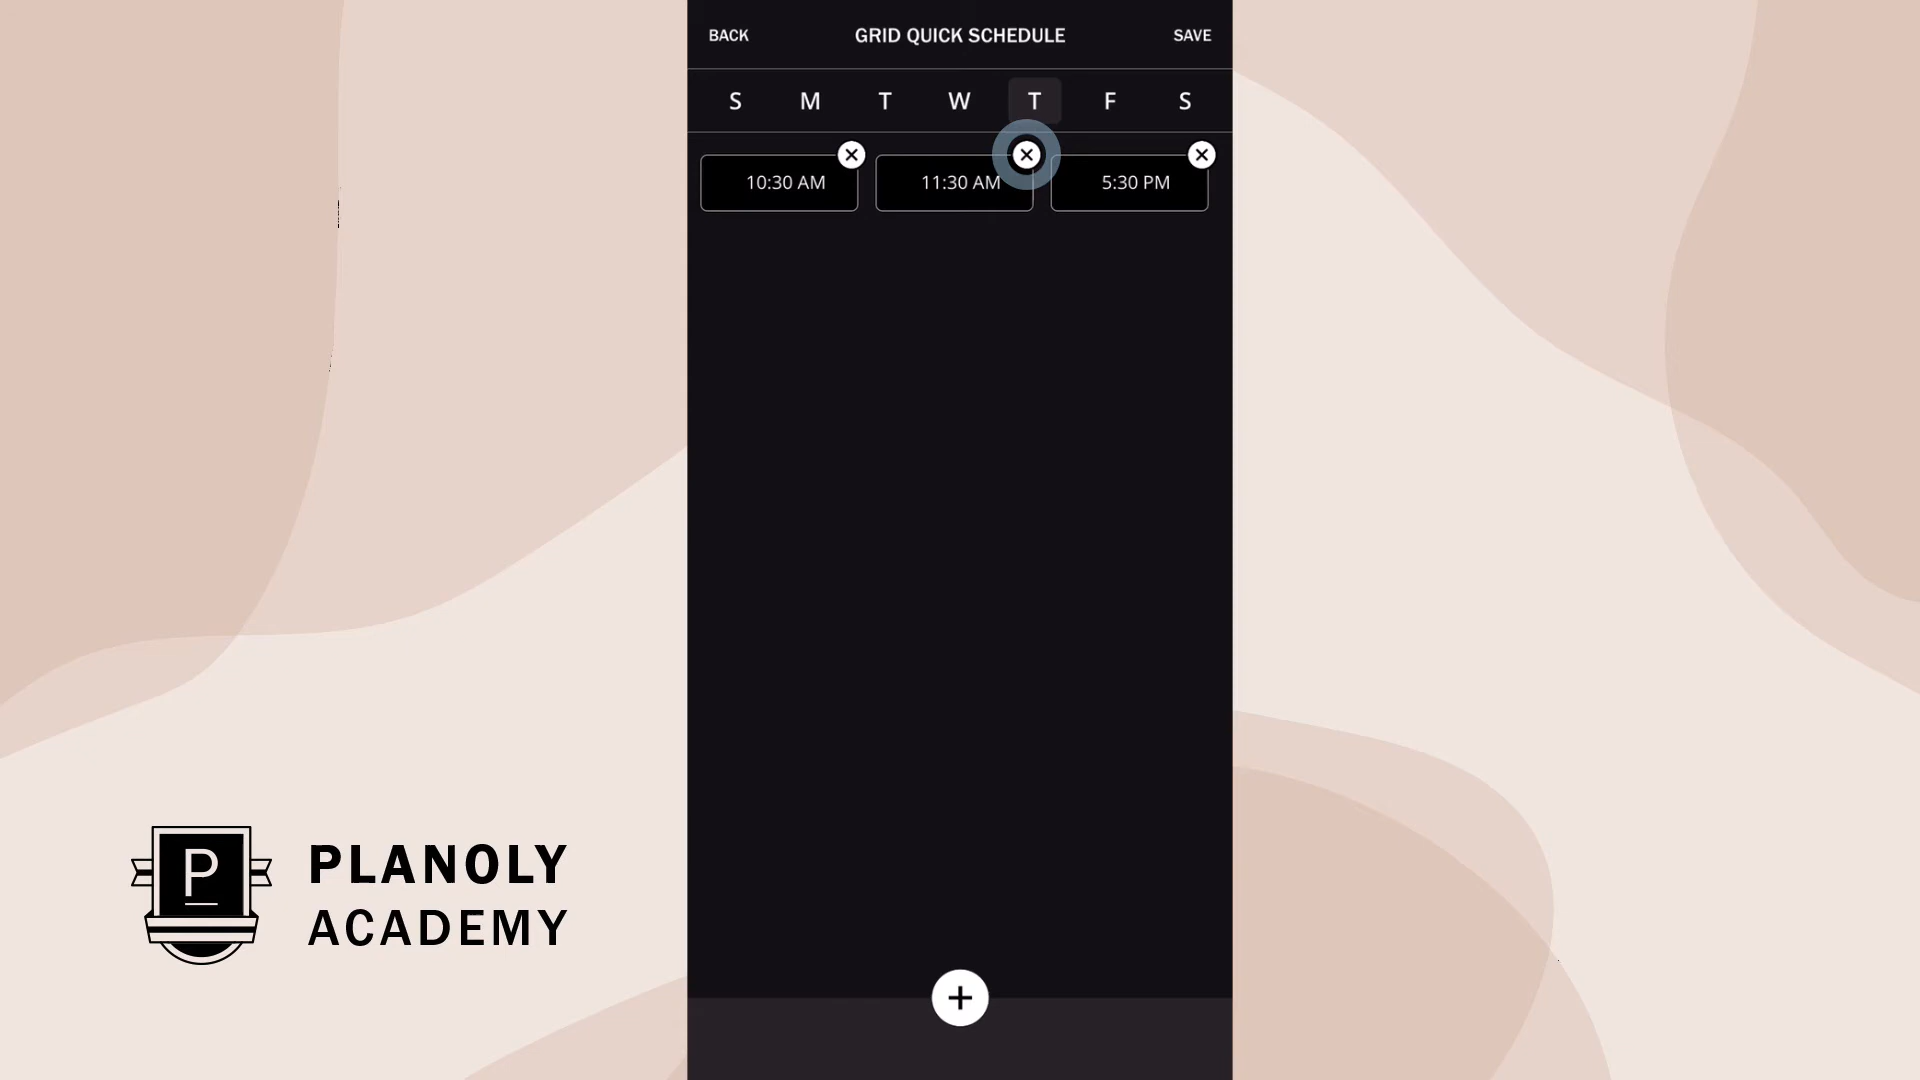 BACK GRID QUICK SCHEDULE SAVE
S M T W T F S
10:30 AM 11:30 AM 5:30 PM
P
PLANOLY
ACADEMY